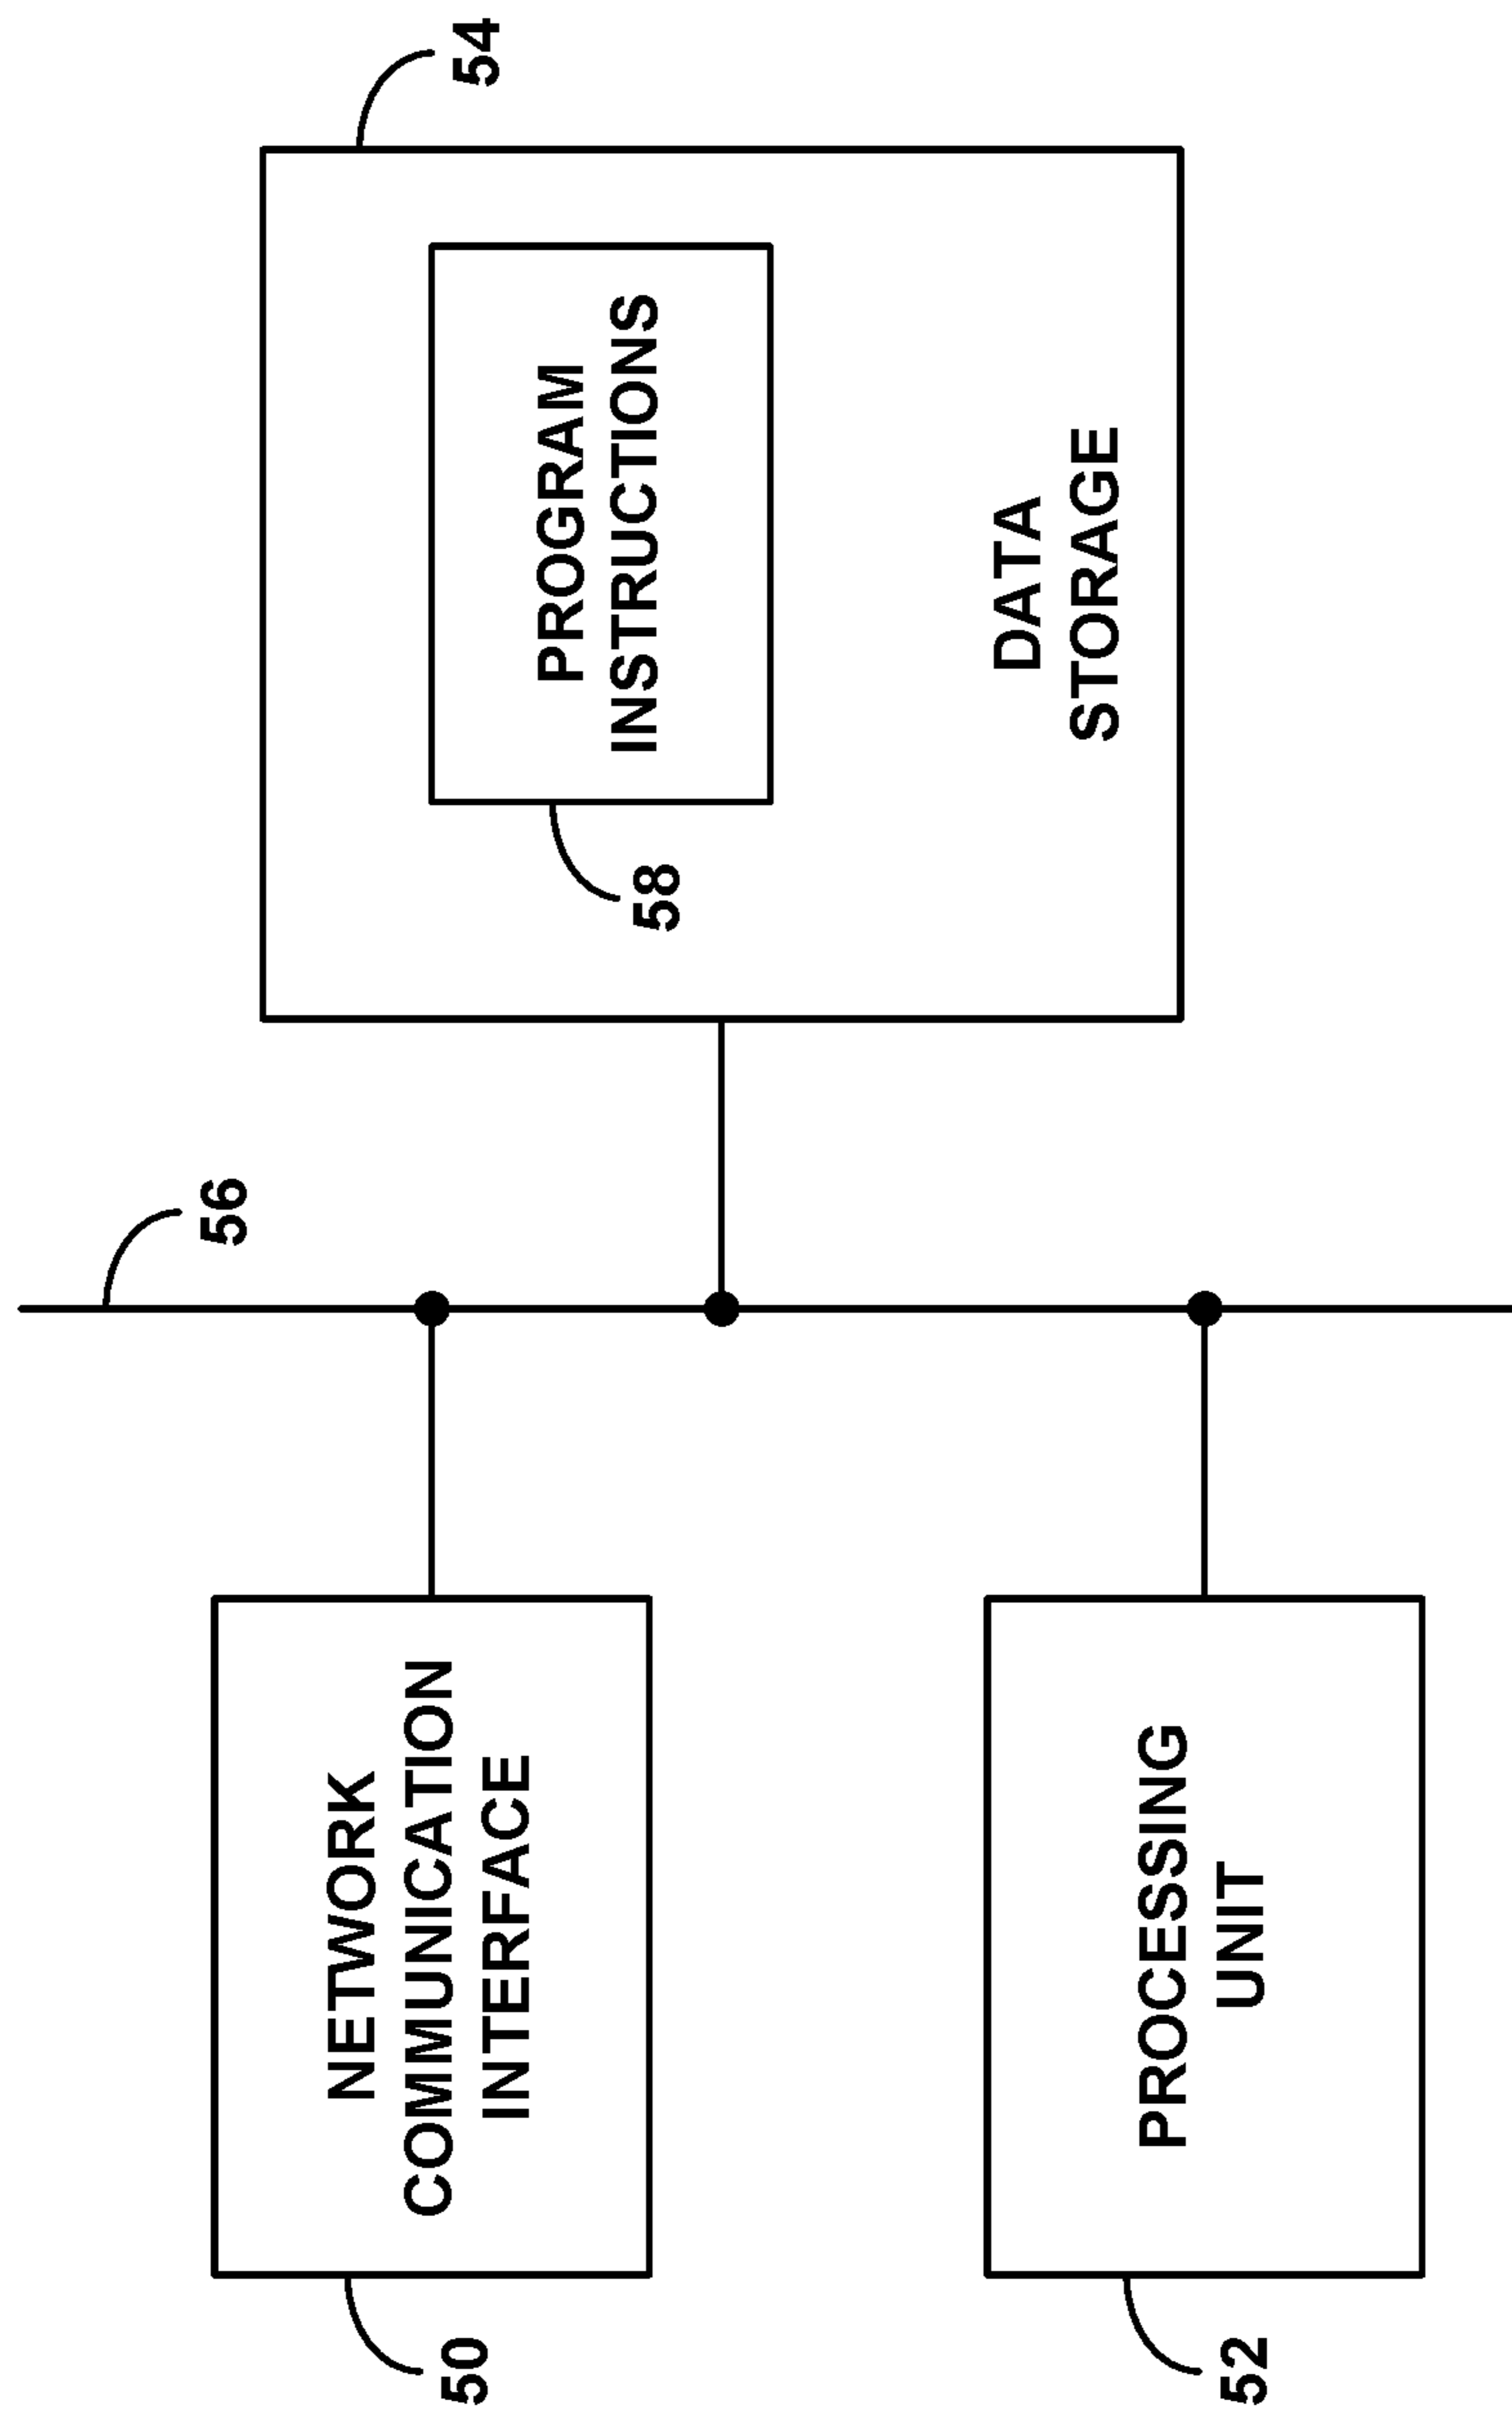 54
PROGRAM
INSTRUCTIONS
58
DATA
STORAGE
56
NETWORK
COMMUNICATION
INTERFACE
50
PROCESSING
UNIT
52